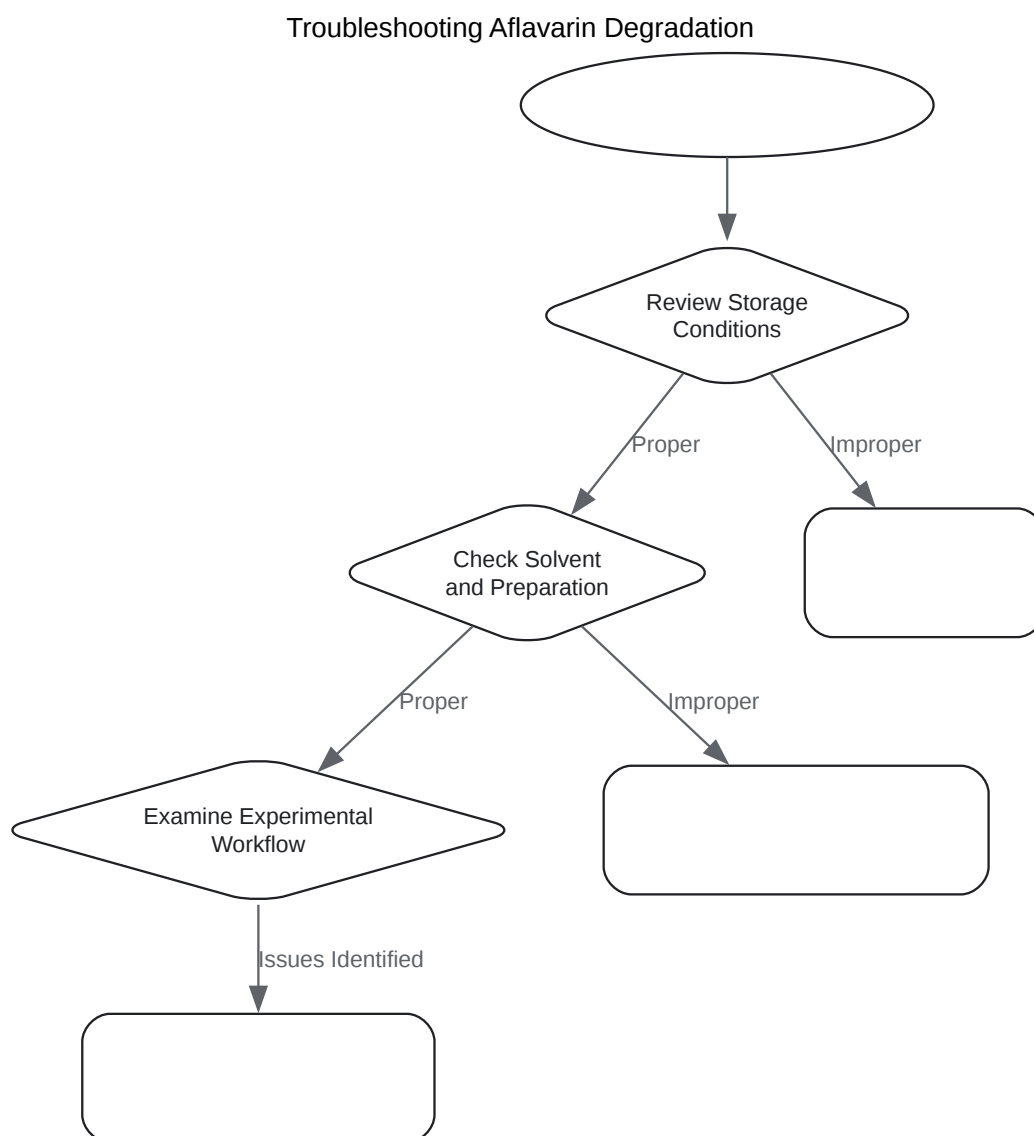 Troubleshooting Aflavarin Degradation
Review Storage
Conditions
Proper
Improper
Check Solvent
and Preparation
Proper
Improper
Examine Experimental
Workflow
Issues Identified